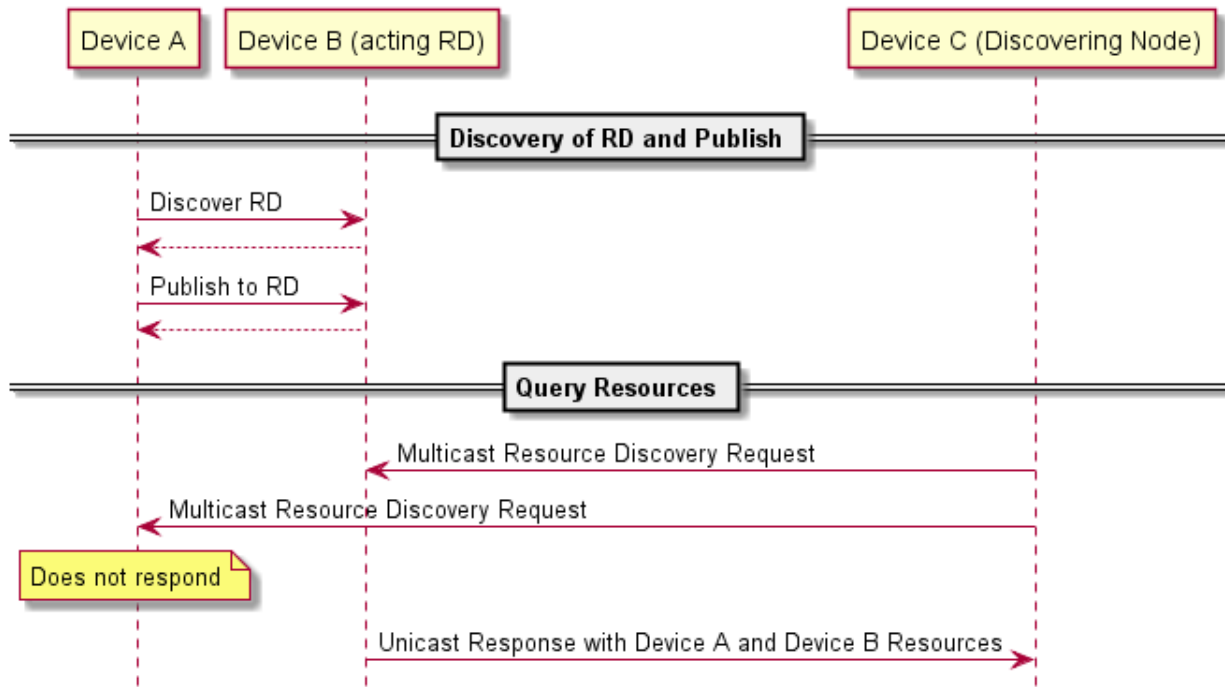 Device A
Device B (acting RD)
Device C (Discovering Node)
Discovery of RD and Publish
Discover RD
Publish to RD
Query Resources
Multicast Resource Discovery Request
Multicast Resource Discovery Request
Does not respond
Unicast Response with Device A and Device B Resources